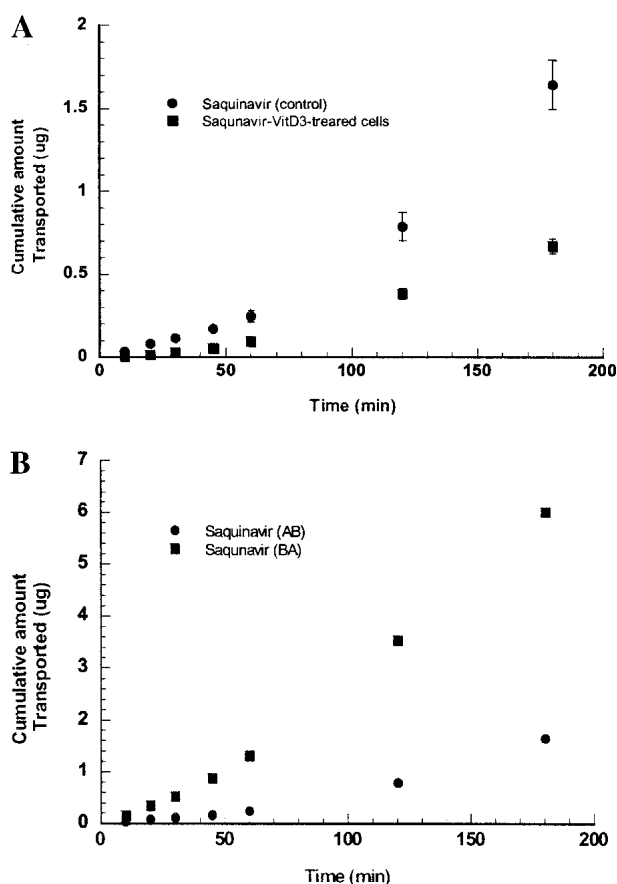 A
2
1.5
1
0.5
0
Cumulative amount
Transported (ug)
Saquinavir (control)
Saqunavir-VitD3-treared cells
0 50 100 150 200
Time (min)
B
7
6
5
4
3
2
1
0
Cumulative amount
Transported (ug)
Saquinavir (AB)
Saqunavir (BA)
0 50 100 150 200
Time (min)